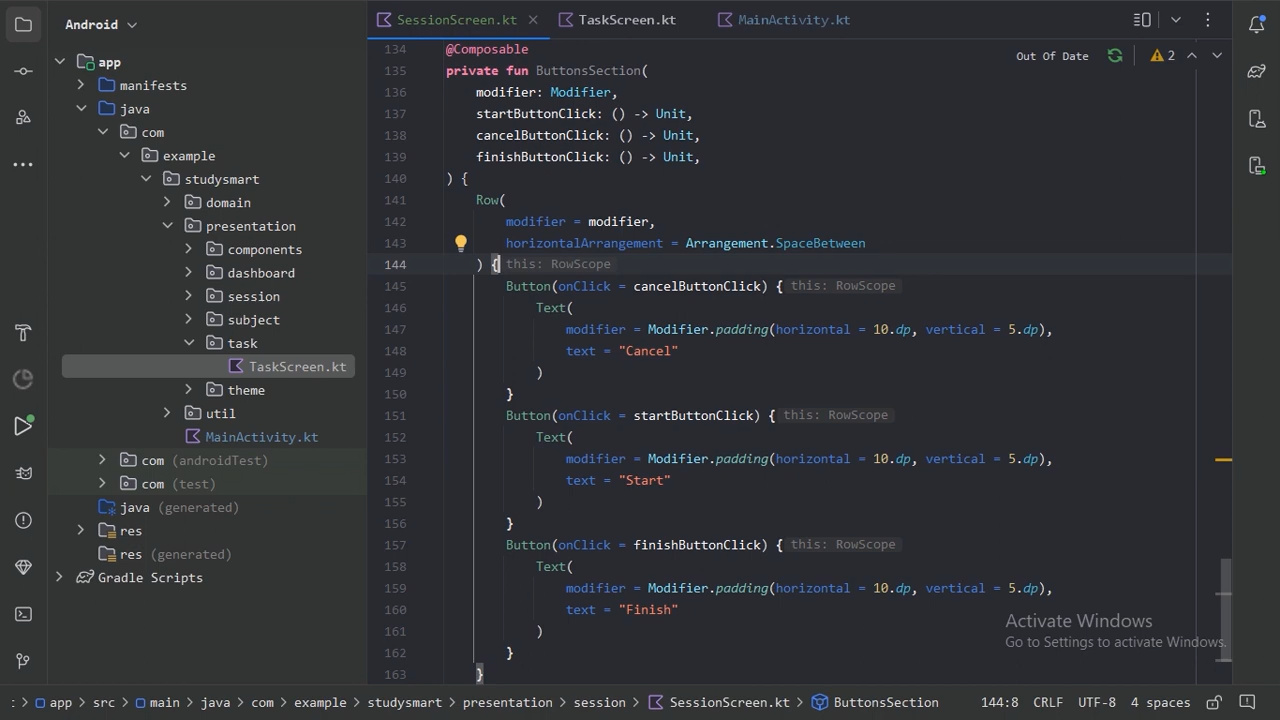 Android
SessionScreen.kt
TaskScreen.kt
MainActivity.kt
app
manifests
java
com
example
studysmart
domain
presentation
components
dashboard
session
subject
task
TaskScreen.kt
theme
util
MainActivity.kt
com (androidTest)
com (test)
java (generated)
res
res (generated)
Gradle Scripts
Out Of Date
2
134 @Composable
135 private fun ButtonsSection(
136 modifier: Modifier,
137 startButtonClick: () -> Unit,
138 cancelButtonClick: () -> Unit,
139 finishButtonClick: () -> Unit,
140 ) {
141 Row(
142 modifier = modifier,
143 horizontalArrangement = Arrangement.SpaceBetween
144 ) { this: RowScope
145 Button(onClick = cancelButtonClick) { this: RowScope
146 Text(
147 modifier = Modifier.padding(horizontal = 10.dp, vertical = 5.dp),
148 text = "Cancel"
149 )
150 }
151 Button(onClick = startButtonClick) { this: RowScope
152 Text(
153 modifier = Modifier.padding(horizontal = 10.dp, vertical = 5.dp),
154 text = "Start"
155 )
156 }
157 Button(onClick = finishButtonClick) { this: RowScope
158 Text(
159 modifier = Modifier.padding(horizontal = 10.dp, vertical = 5.dp),
160 text = "Finish"
161 )
162 }
163 }
Activate Windows
Go to Settings to activate Windows.
: > app > src > main > java > com > example > studysmart > presentation > session > SessionScreen.kt > ButtonsSection
144:8 CRLF UTF-8 4 spaces